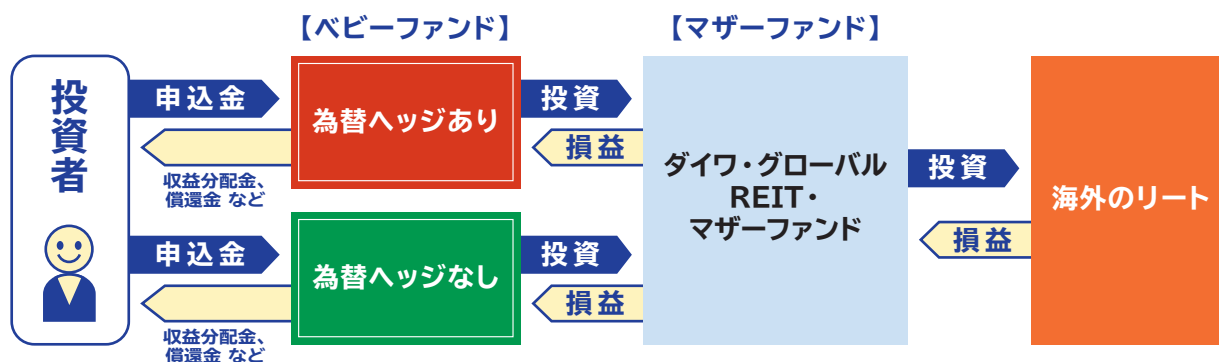 【ベビーファンド】
【マザーファンド】
投資者
申込金
収益分配金、
償還金 など
為替ヘッジあり
投資
損益
申込金
収益分配金、
償還金 など
為替ヘッジなし
投資
損益
ダイワ・グローバル
REIT・
マザーファンド
投資
損益
海外のリート